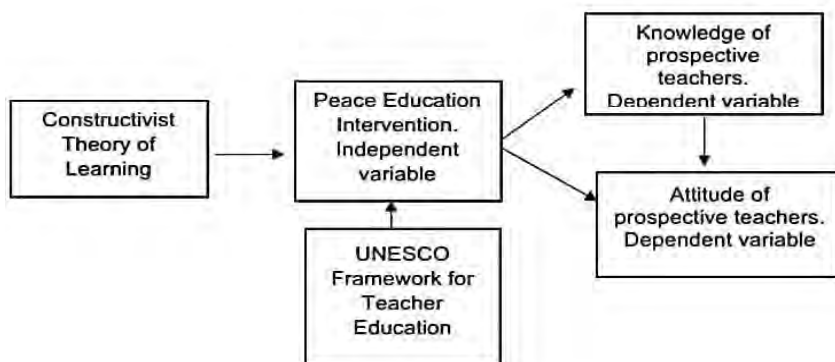 Constructivist
Theory of
Learning
Peace Education
Intervention.
Independent
variable
UNESCO
Framework for
Teacher
Education
Knowledge of
prospective
teachers.
Dependent variable
Attitude of
prospective teachers.
Dependent variable